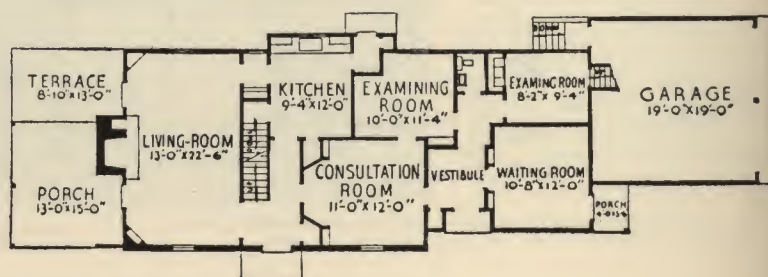 TERRACE
8'-10"X13'-0"
PORCH
13'-0"X15'-0"
LIVING-ROOM
13'-0"X22'-6"
KITCHEN
9'-4"X12'-0"
EXAMINING
ROOM
10'-0"X11'-4"
CONSULTATION
ROOM
11'-0"X12'-0"
VESTIBULE
EXAMING ROOM
8'-2"X 9'-4"
WAITING ROOM
10'-8"X12'-0"
PORCH
DOWN
UP
GARAGE
19'-0"X19'-0"